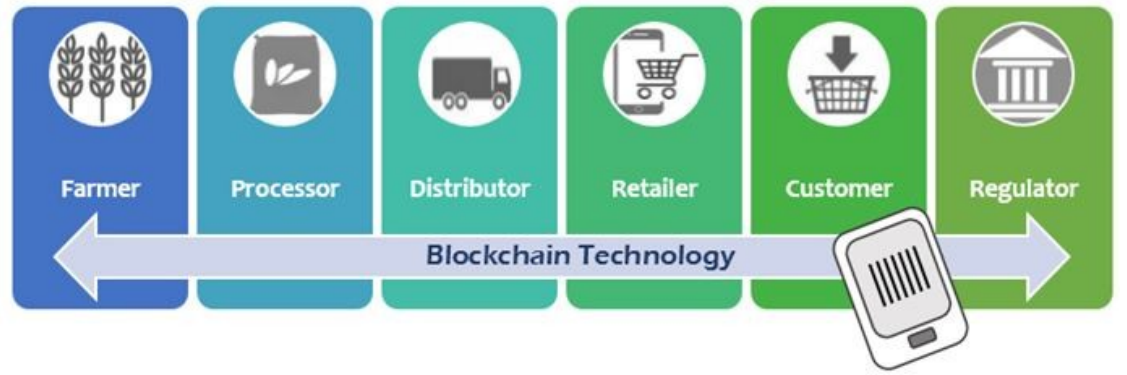 Farmer
Processor
Distributor
Retailer
Customer
Regulator
Blockchain Technology